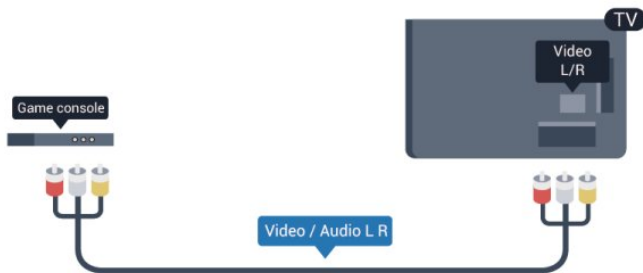 TV
Video
L/R
Game console
Video / Audio L R